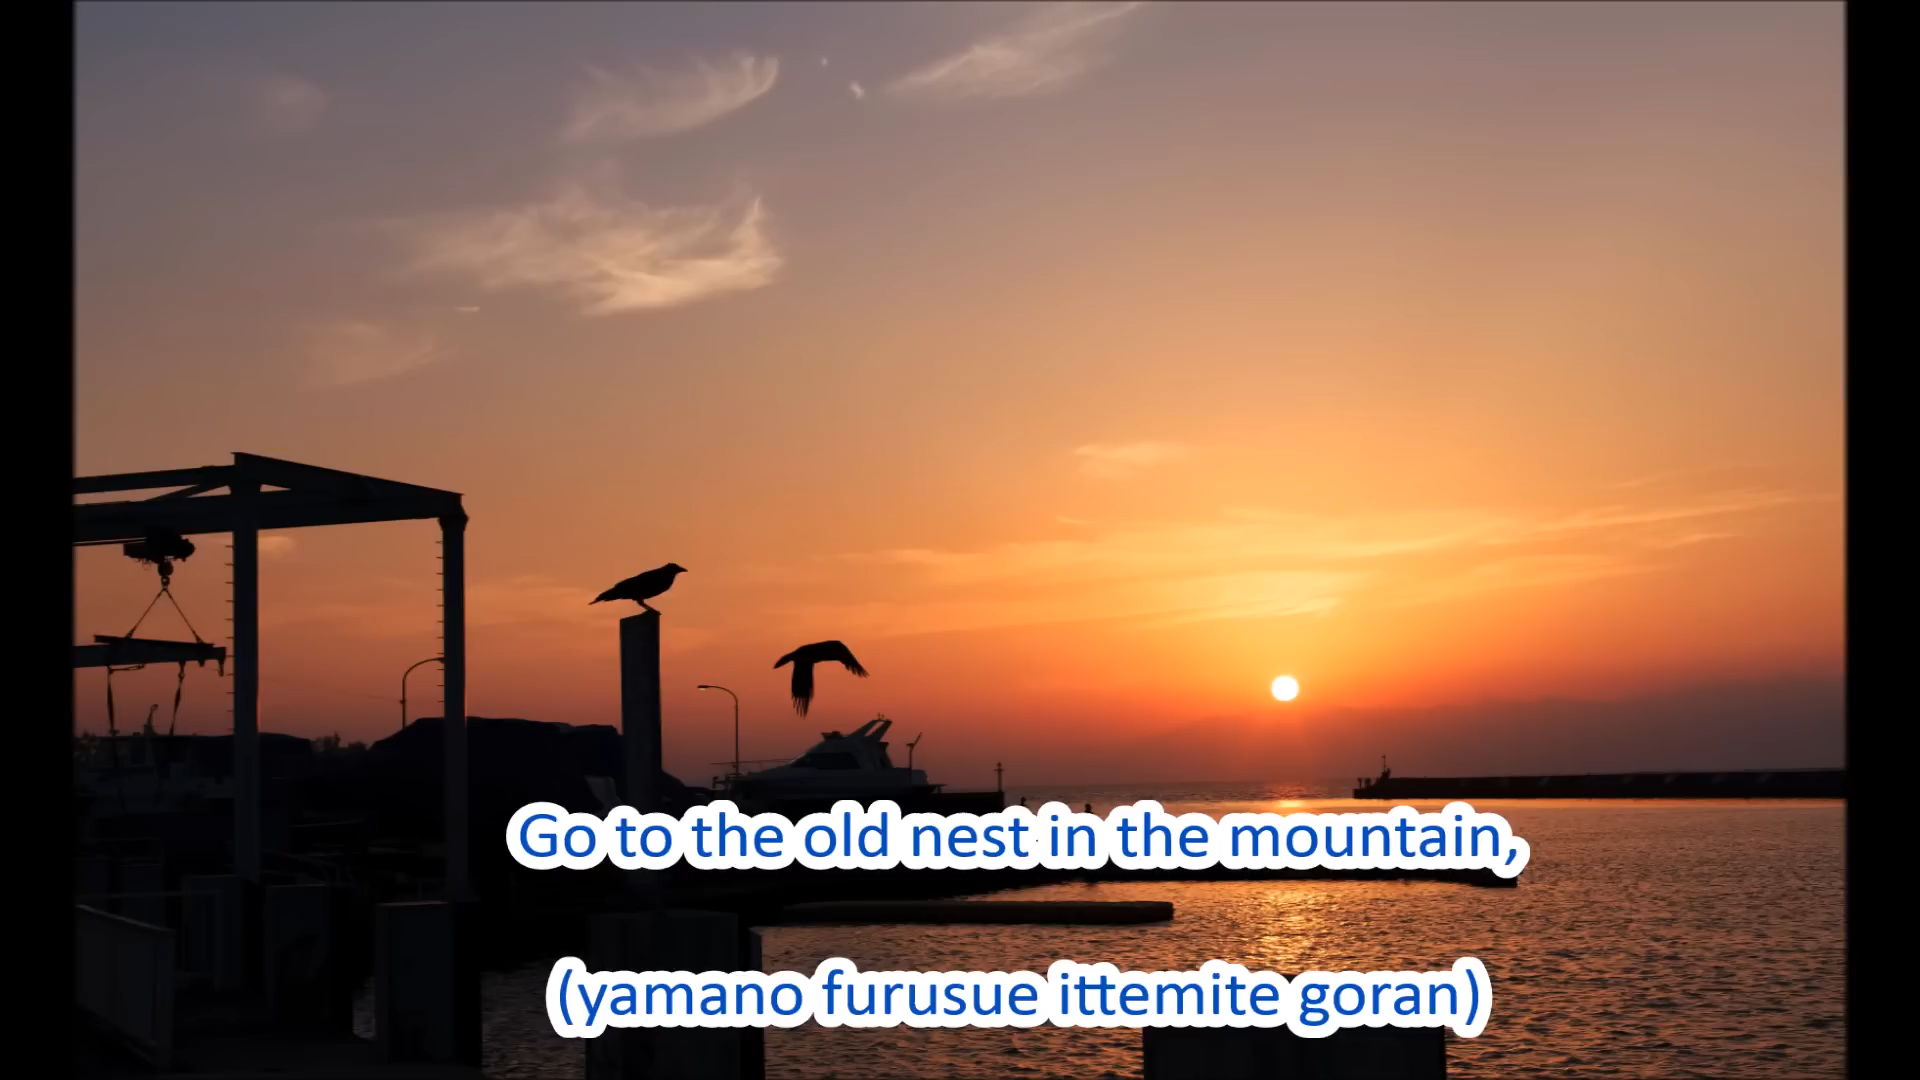 Go to the old nest in the mountain,
(yamano furusue ittemite goran)